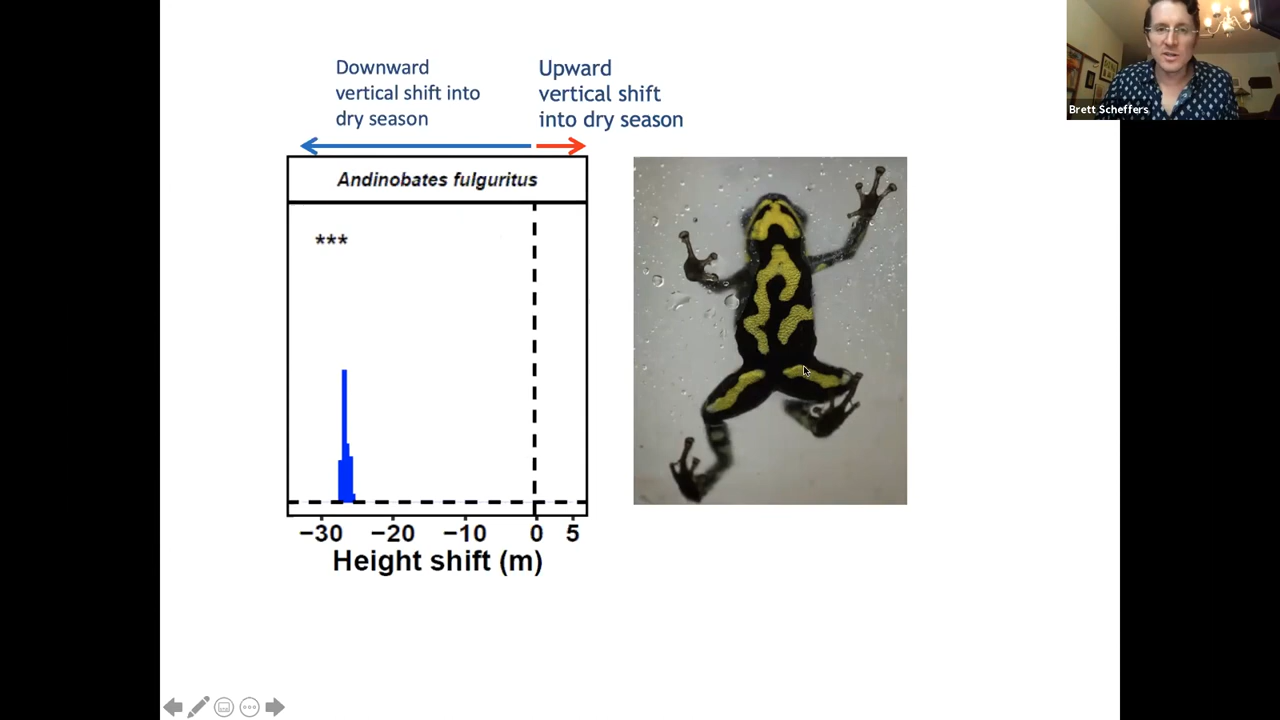 Downward
vertical shift into
dry season
Upward
vertical shift
into dry season
Brett Scheffers
Andinobates fulguritus
***
−30 −20 −10 0 5
Height shift (m)